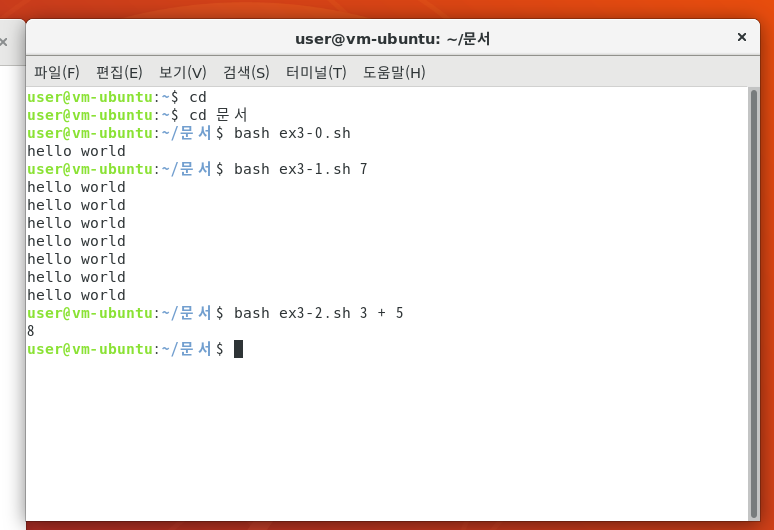 user@vm-ubuntu: ~/문서
파일(F) 편집(E) 보기(V) 검색(S) 터미널(T) 도움말(H)
user@vm-ubuntu:~$ cd
user@vm-ubuntu:~$ cd 문서
user@vm-ubuntu:~/문서$ bash ex3-0.sh
hello world
user@vm-ubuntu:~/문서$ bash ex3-1.sh 7
hello world
hello world
hello world
hello world
hello world
hello world
hello world
user@vm-ubuntu:~/문서$ bash ex3-2.sh 3 + 5
8
user@vm-ubuntu:~/문서$